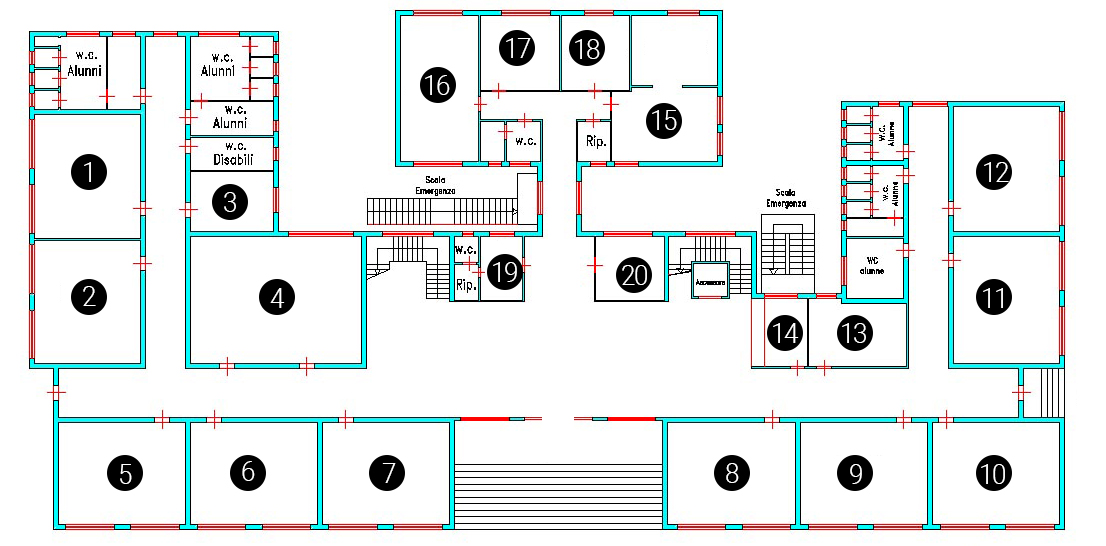 w.c.
Alunni
w.c.
Alunni
w.c.
Alunni
w.c.
Disabili
1
2
3
4
5
6
7
16
17
18
15
w.c.
Rip.
Scala
Emergenza
w.c.
Rip.
19
20
Ascensore
Scala
Emergenza
w.c.
Alunne
w.c.
Alunne
WC
alunne
12
11
14
13
8
9
10